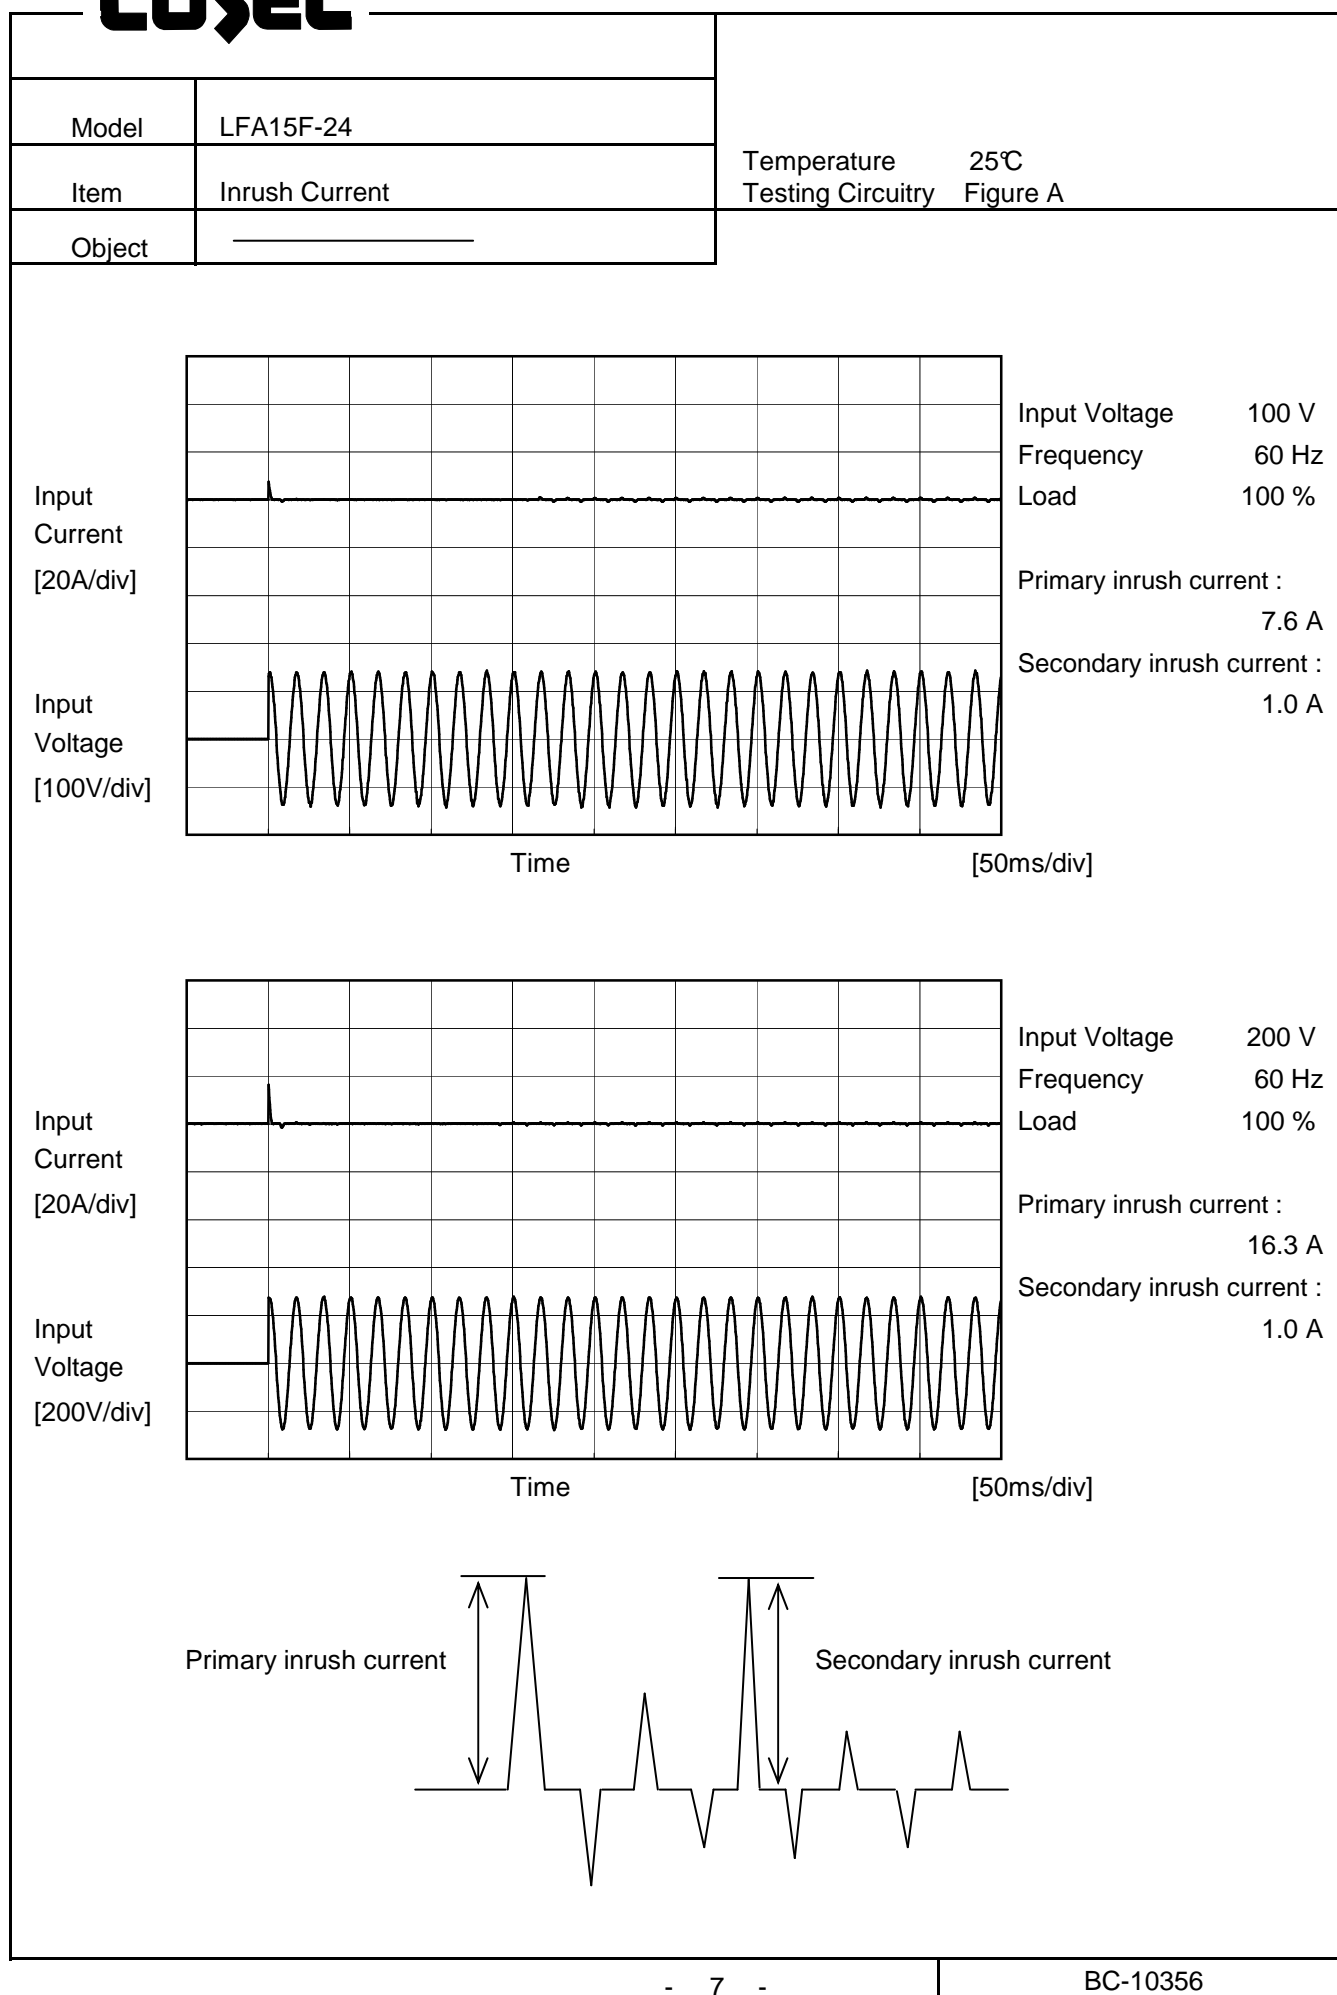 COSEL
Model LFA15F-24
Item Inrush Current
Object
Temperature 25℃
Testing Circuitry Figure A
Input
Current
[20A/div]
Input
Voltage
[100V/div]
Time [50ms/div]
Input Voltage 100 V
Frequency 60 Hz
Load 100 %
Primary inrush current :
7.6 A
Secondary inrush current :
1.0 A
Input
Current
[20A/div]
Input
Voltage
[200V/div]
Time [50ms/div]
Input Voltage 200 V
Frequency 60 Hz
Load 100 %
Primary inrush current :
16.3 A
Secondary inrush current :
1.0 A
Primary inrush current
Secondary inrush current
- 7 -
BC-10356